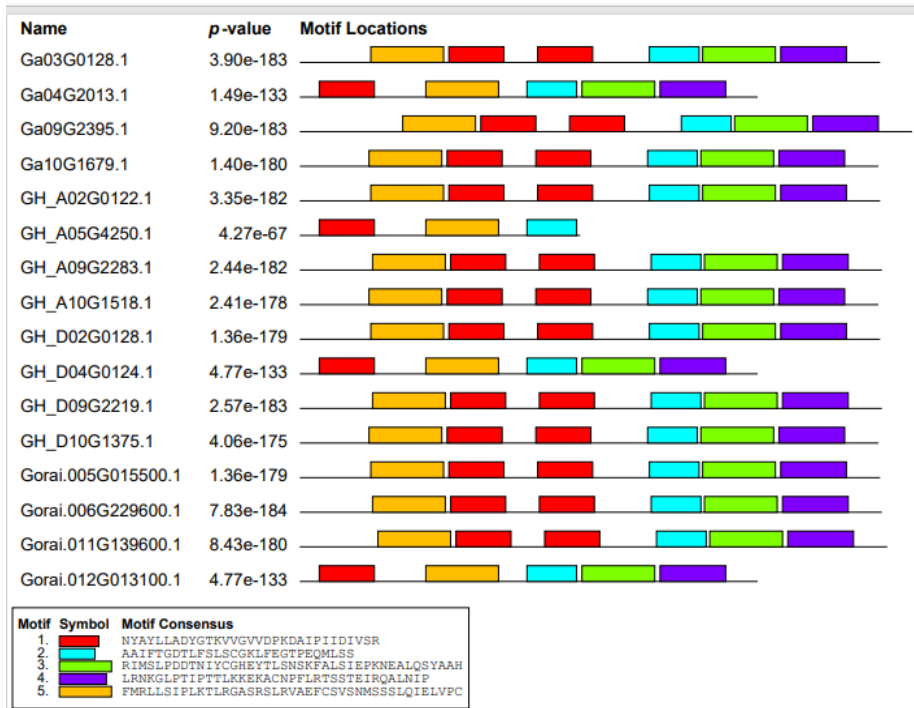 Name p-value Motif Locations
Ga03G0128.1 3.90e-183
Ga04G2013.1 1.49e-133
Ga09G2395.1 9.20e-183
Ga10G1679.1 1.40e-180
GH_A02G0122.1 3.35e-182
GH_A05G4250.1 4.27e-67
GH_A09G2283.1 2.44e-182
GH_A10G1518.1 2.41e-178
GH_D02G0128.1 1.36e-179
GH_D04G0124.1 4.77e-133
GH_D09G2219.1 2.57e-183
GH_D10G1375.1 4.06e-175
Gorai.005G015500.1 1.36e-179
Gorai.006G229600.1 7.83e-184
Gorai.011G139600.1 8.43e-180
Gorai.012G013100.1 4.77e-133
Motif Symbol Motif Consensus
1. NYAYLLADYGTKVVGVVDPKDAIPIIDIVSR
2. AAIFTGDTLFSLSCGKLFEGTPEQMLSS
3. RIMSLPDDTNIYCGHEYTLSNSKFALSIEPKNEALQSYAAH
4. LRNKGLPTIPTTLKKEKACNPFLRTSSTEIRQALNIP
5. FMRLLSIPLKTLRGASRSLRVAEFCSVSNMSSSLQIELVPC